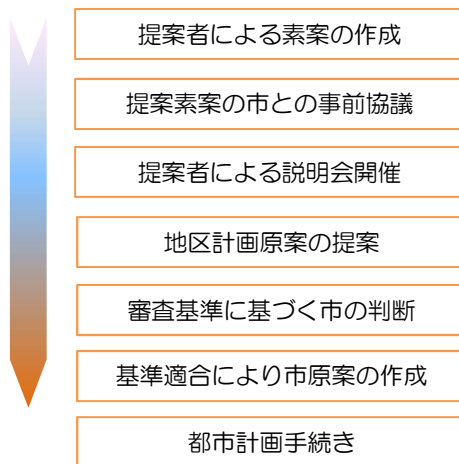 提案者による素案の作成
提案素案の市との事前協議
提案者による説明会開催
地区計画原案の提案
審査基準に基づく市の判断
基準適合により市原案の作成
都市計画手続き